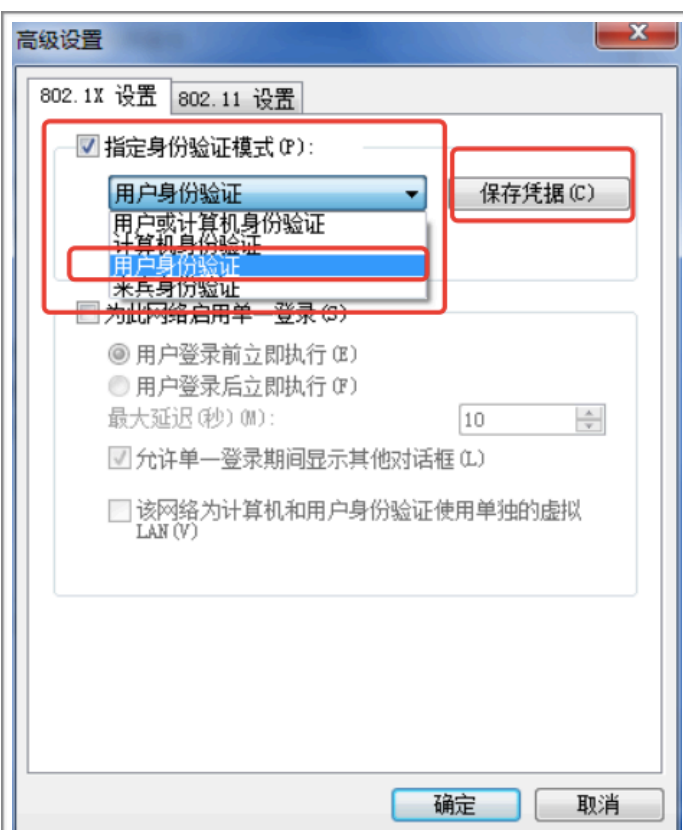 高级设置
802.1X 设置
802.11 设置
指定身份验证模式(P):
用户身份验证
保存凭据(C)
用户或计算机身份验证
计算机身份验证
用户身份验证
来宾身份验证
为此网络启用单一登录(S)
用户登录前立即执行(E)
用户登录后立即执行(F)
最大延迟(秒)(M):
10
允许单一登录期间显示其他对话框(L)
该网络为计算机和用户身份验证使用单独的虚拟
LAN(V)
确定
取消